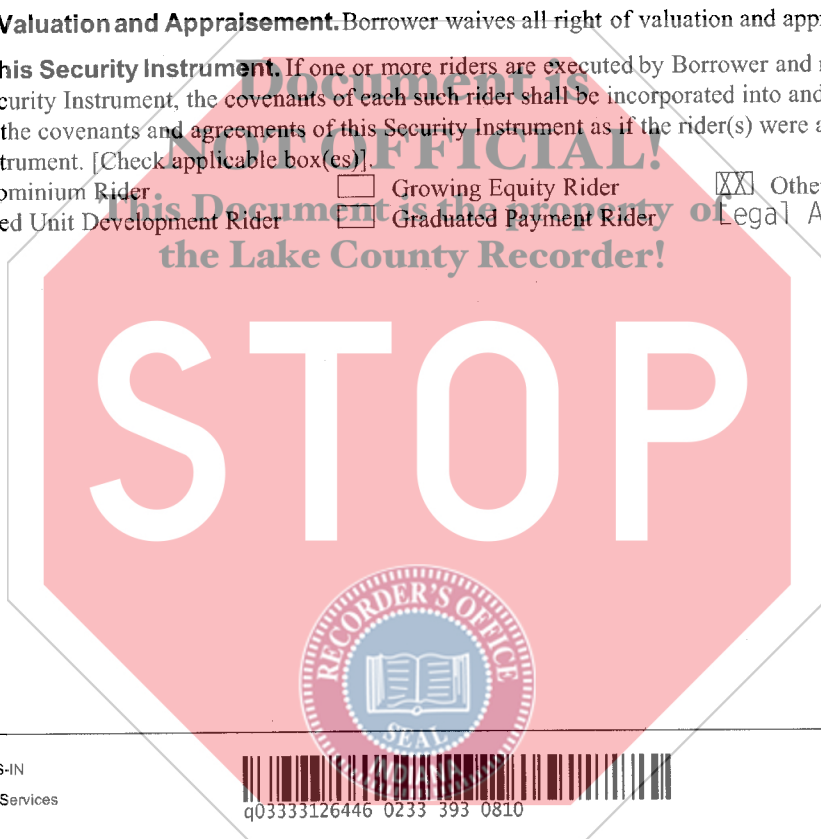 Valuation and Appraisement. Borrower waives all right of valuation and app
his Security Instrument. If one or more riders are executed by Borrower and
curity Instrument, the covenants of each such rider shall be incorporated into and
the covenants and agreements of this Security Instrument as if the rider(s) were a
trument. [Check applicable box(es)].
ominium Rider Growing Equity Rider XX Othe
ed Unit Development Rider Graduated Payment Rider Legal A
Document is
NOT OFFICIAL!
This Document is the property of
the Lake County Recorder!
STOP
RECORDER'S OFFICE
SEAL
INDIANA
S-IN
Services
q03333126446 0233 393 0810